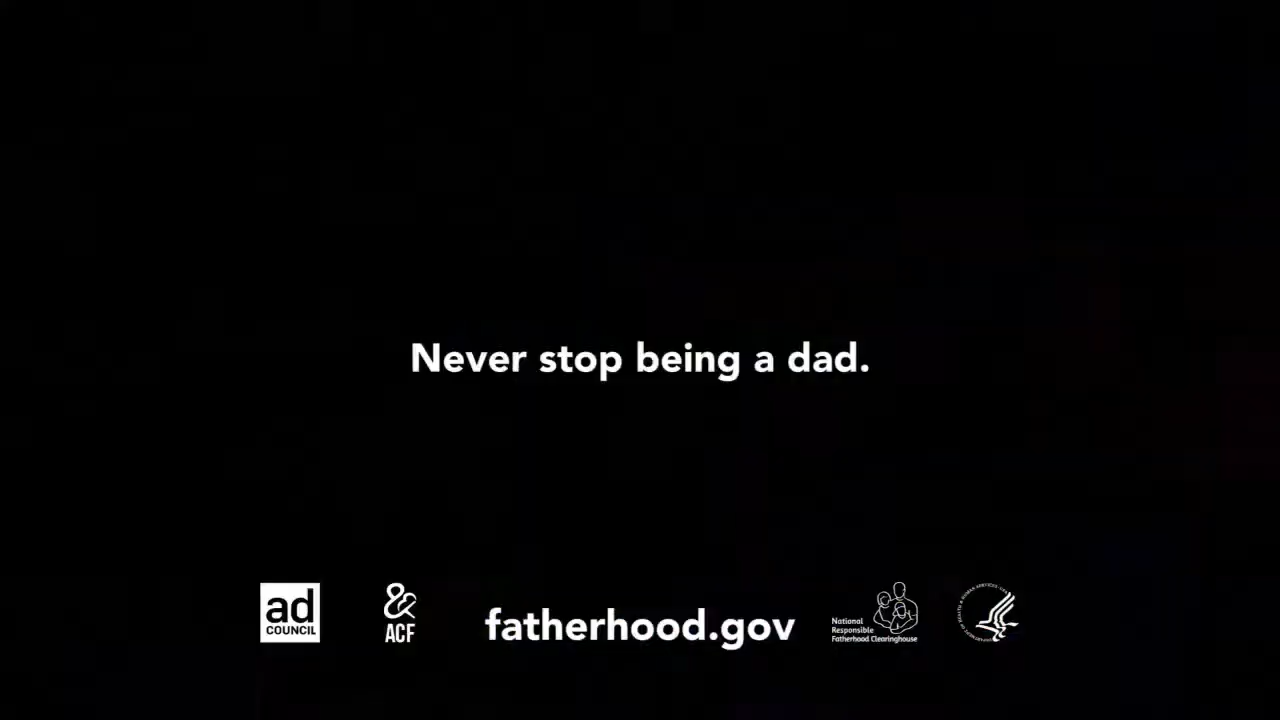 Never stop being a dad.
ad
COUNCIL
ACF
fatherhood.gov
National
Responsible
Fatherhood Clearinghouse